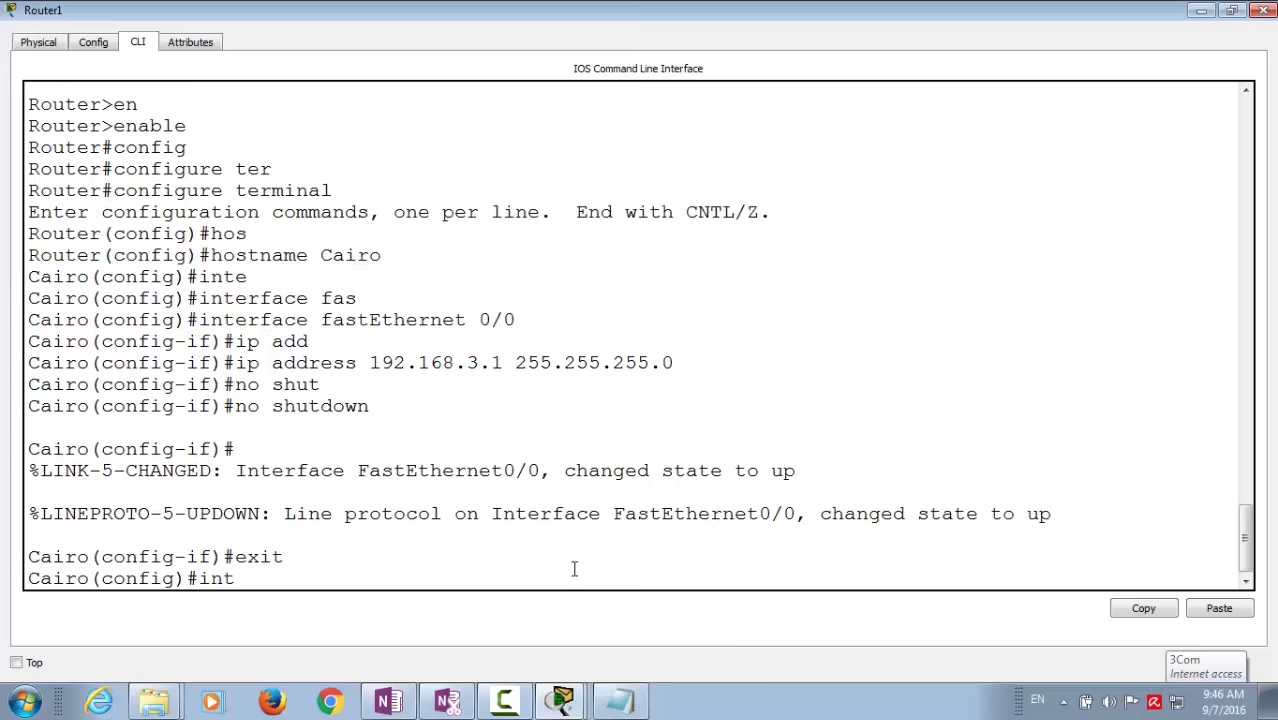 Router1
Physical Config CLI Attributes
IOS Command Line Interface
Router>en
Router>enable
Router#config
Router#configure ter
Router#configure terminal
Enter configuration commands, one per line.  End with CNTL/Z.
Router(config)#hos
Router(config)#hostname Cairo
Cairo(config)#inte
Cairo(config)#interface fas
Cairo(config)#interface fastEthernet 0/0
Cairo(config-if)#ip add
Cairo(config-if)#ip address 192.168.3.1 255.255.255.0
Cairo(config-if)#no shut
Cairo(config-if)#no shutdown
Cairo(config-if)#
%LINK-5-CHANGED: Interface FastEthernet0/0, changed state to up
%LINEPROTO-5-UPDOWN: Line protocol on Interface FastEthernet0/0, changed state to up
Cairo(config-if)#exit
Cairo(config)#int
Copy Paste
Top
3Com
Internet access
EN 9:46 AM
9/7/2016